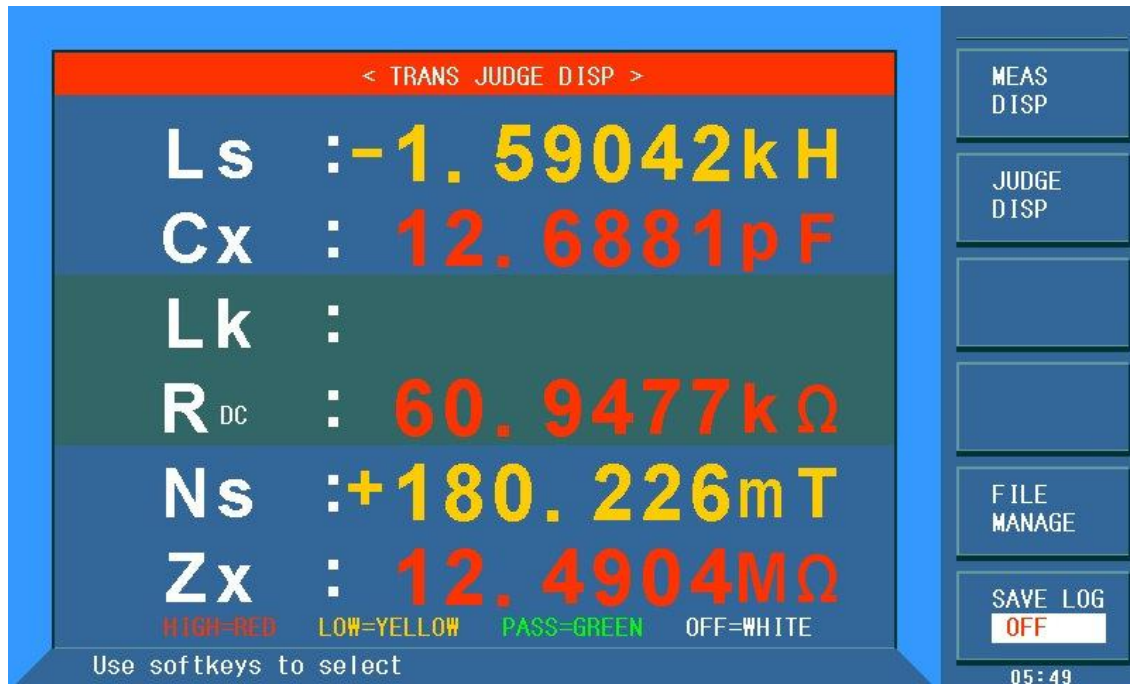 < TRANS JUDGE DISP >
Ls :-1.59042kH
Cx : 12.6881pF
Lk :
R DC : 60.9477kΩ
Ns :+180.226mT
Zx : 12.4904MΩ
HIGH=RED LOW=YELLOW PASS=GREEN OFF=WHITE
Use softkeys to select
MEAS
DISP
JUDGE
DISP
FILE
MANAGE
SAVE LOG
OFF
05:49